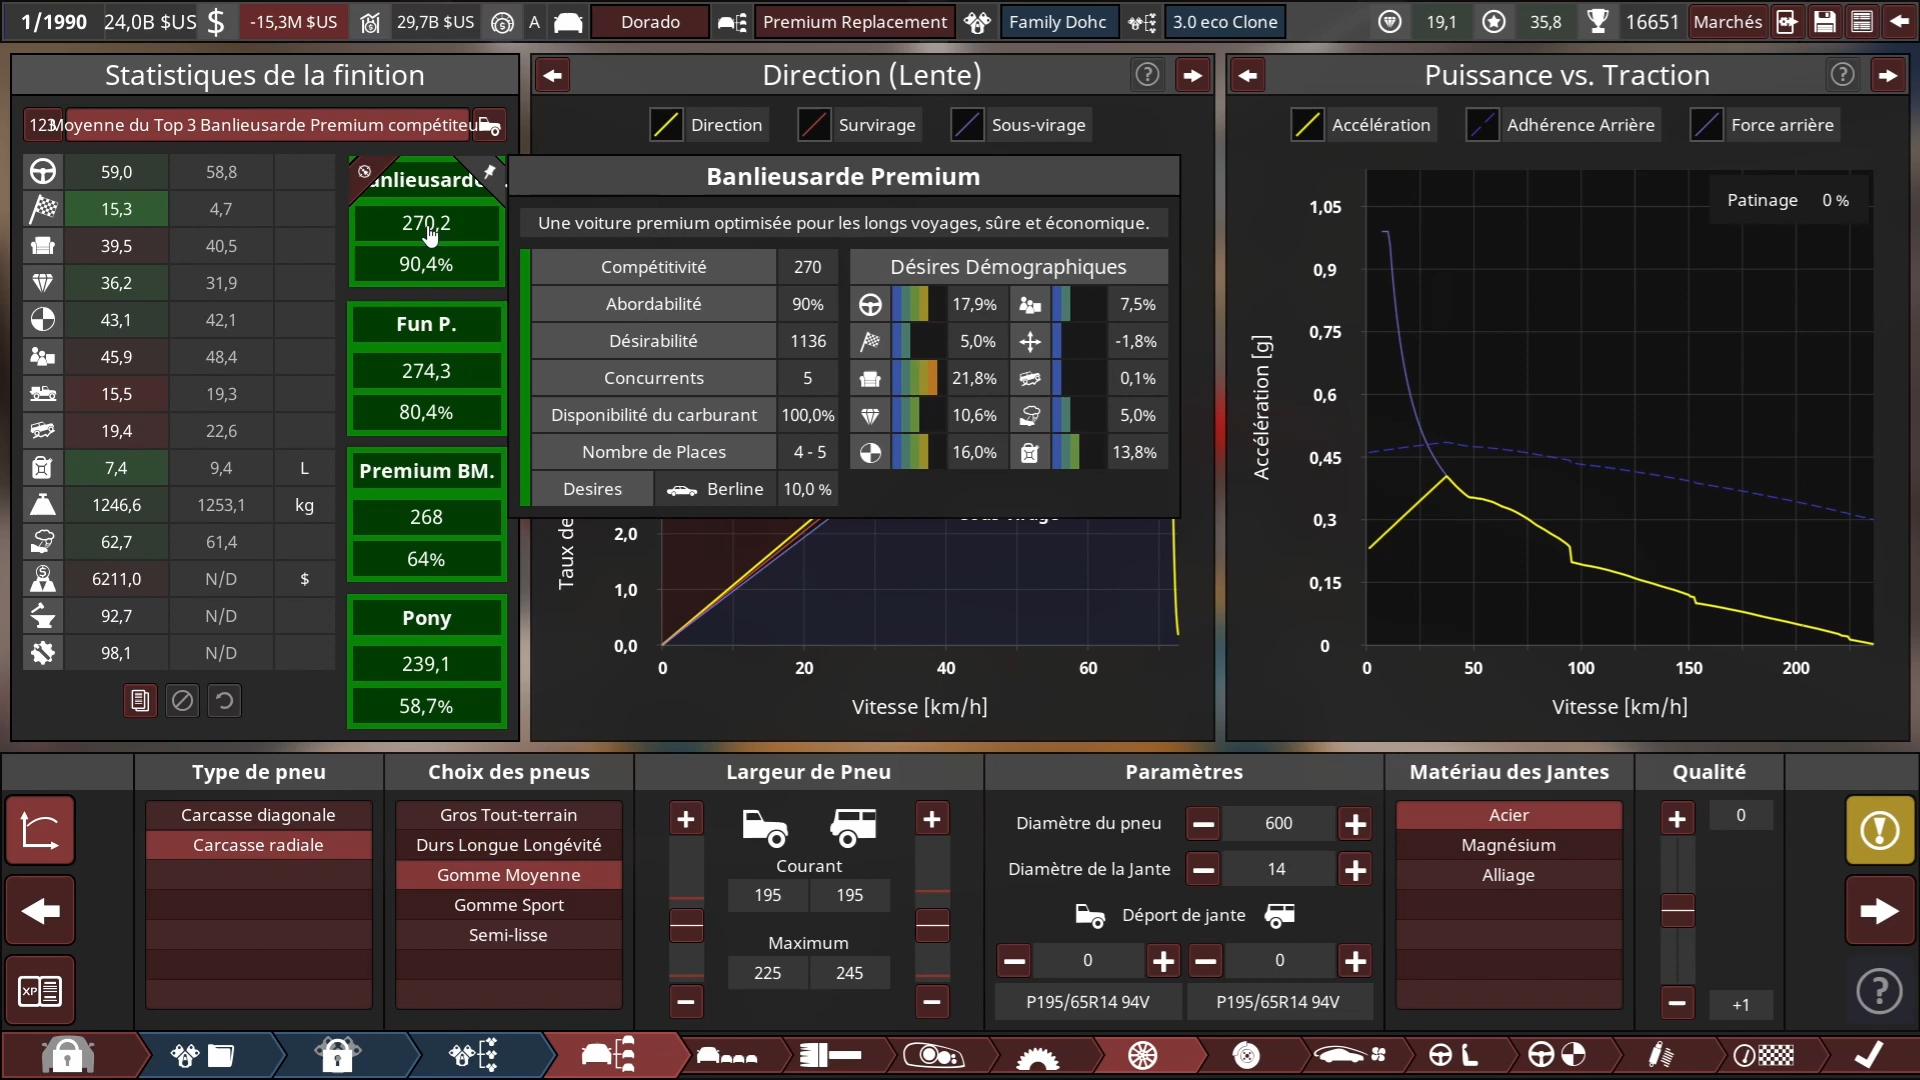 1/1990 24,0B $US $ -15,3M $US 29,7B $US A Dorado Premium Replacement Family Dohc 3.0 eco Clone 19,1 35,8 16651 Marchés
Statistiques de la finition
Moyenne du Top 3 Banlieusarde Premium compétiteu
59,0 58,8
15,3 4,7
39,5 40,5
36,2 31,9
43,1 42,1
45,9 48,4
15,5 19,3
19,4 22,6
7,4 9,4 L
1246,6 1253,1 kg
62,7 61,4
6211,0 N/D $
92,7 N/D
98,1 N/D
270,2
90,4%
Fun P.
274,3
80,4%
Premium BM.
268
64%
Pony
239,1
58,7%
Direction (Lente) ?
Direction Survirage Sous-virage
Banlieusarde Premium
Une voiture premium optimisée pour les longs voyages, sûre et économique.
Compétitivité 270
Abordabilité 90%
Désirabilité 1136
Concurrents 5
Disponibilité du carburant 100,0%
Nombre de Places 4 - 5
Desires Berline 10,0 %
Désires Démographiques
17,9% 7,5%
5,0% -1,8%
21,8% 0,1%
10,6% 5,0%
16,0% 13,8%
Taux de
2,0
1,0
0,0
0 20 40 60
Vitesse [km/h]
Puissance vs. Traction ?
Accélération Adhérence Arrière Force arrière
Patinage 0 %
Accélération [g]
1,05
0,9
0,75
0,6
0,45
0,3
0,15
0
0 50 100 150 200
Vitesse [km/h]
Type de pneu
Carcasse diagonale
Carcasse radiale
Choix des pneus
Gros Tout-terrain
Durs Longue Longévité
Gomme Moyenne
Gomme Sport
Semi-lisse
Largeur de Pneu
Courant
195 195
Maximum
225 245
Paramètres
Diamètre du pneu 600
Diamètre de la Jante 14
Déport de jante
0 0
P195/65R14 94V P195/65R14 94V
Matériau des Jantes
Acier
Magnésium
Alliage
Qualité
0
+1
XP
?